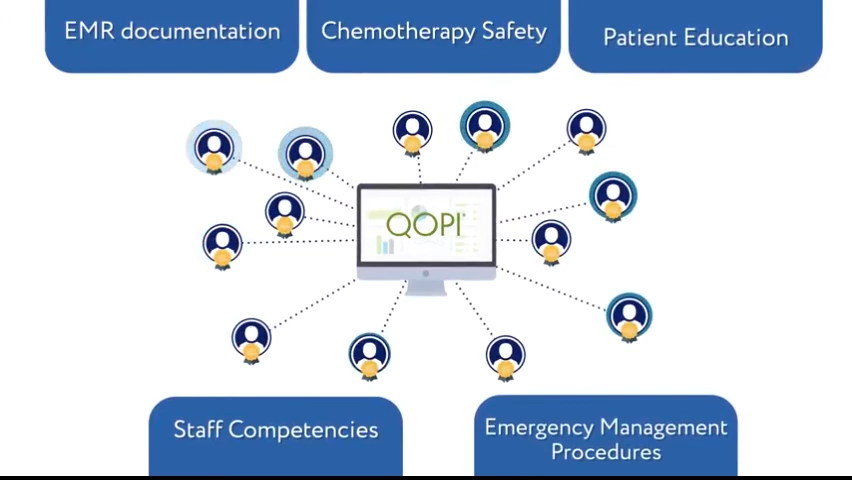 EMR documentation
Chemotherapy Safety
Patient Education
QOPI®
Staff Competencies
Emergency Management
Procedures